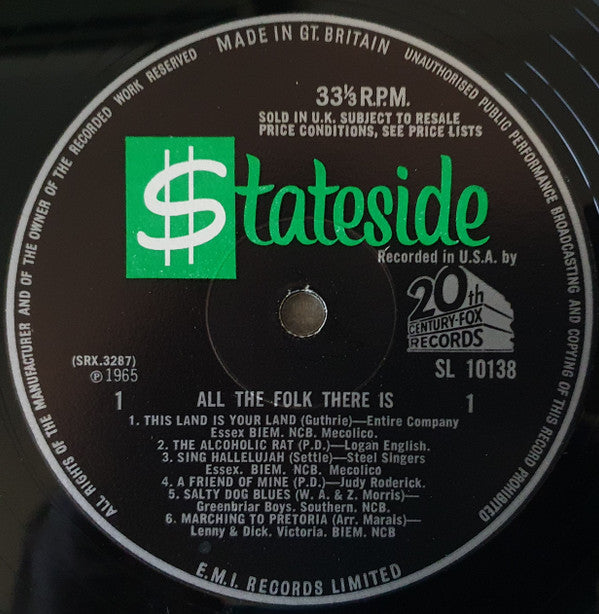 MADE IN GT. BRITAIN
ALL RIGHTS OF THE MANUFACTURER AND OF THE OWNER OF THE RECORDED WORK RESERVED
UNAUTHORISED PUBLIC PERFORMANCE BROADCASTING AND COPYING OF THIS RECORD PROHIBITED
33⅓ R.P.M.
SOLD IN U.K. SUBJECT TO RESALE
PRICE CONDITIONS, SEE PRICE LISTS
$tateside
Recorded in U.S.A. by
20th
CENTURY-FOX
RECORDS
(SRX.3287)
℗ 1965
SL 10138
1 ALL THE FOLK THERE IS 1
1. THIS LAND IS YOUR LAND (Guthrie)—Entire Company
Essex BIEM. NCB. Mecolico.
2. THE ALCOHOLIC RAT (P.D.)—Logan English.
3. SING HALLELUJAH (Settle)—Steel Singers
Essex. BIEM. NCB. Mecolico
4. A FRIEND OF MINE (P.D.)—Judy Roderick.
5. SALTY DOG BLUES (W. A. & Z. Morris)—
Greenbriar Boys. Southern. NCB.
6. MARCHING TO PRETORIA (Arr. Marais)—
Lenny & Dick. Victoria. BIEM. NCB
E.M.I. RECORDS LIMITED